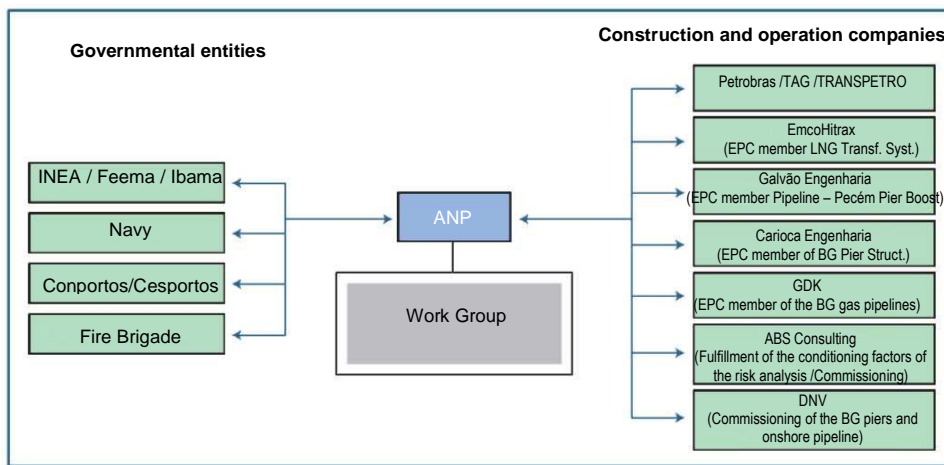 Governmental entities
Construction and operation companies
INEA / Feema / Ibama
Navy
Conportos/Cesportos
Fire Brigade
ANP
Work Group
Petrobras /TAG /TRANSPETRO
EmcoHitrax
(EPC member LNG Transf. Syst.)
Galvão Engenharia
(EPC member Pipeline – Pecém Pier Boost)
Carioca Engenharia
(EPC member of BG Pier Struct.)
GDK
(EPC member of the BG gas pipelines)
ABS Consulting
(Fulfillment of the conditioning factors of
the risk analysis /Commissioning)
DNV
(Commissioning of the BG piers and
onshore pipeline)